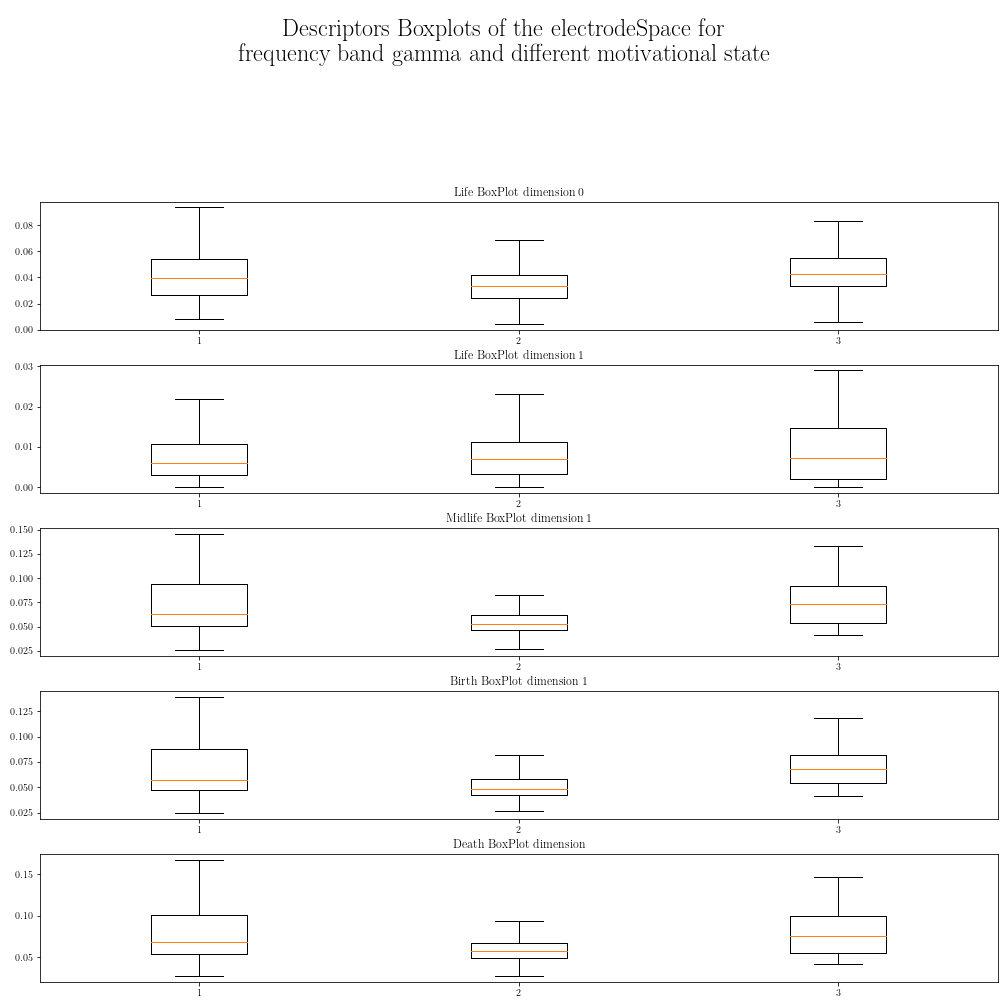 Descriptors Boxplots of the electrodeSpace for
frequency band gamma and different motivational state
Life BoxPlot dimension 0
0.08
0.06
0.04
0.02
0.00
1 2 3
Life BoxPlot dimension 1
0.03
0.02
0.01
0.00
1 2 3
Midlife BoxPlot dimension 1
0.150
0.125
0.100
0.075
0.050
0.025
1 2 3
Birth BoxPlot dimension 1
0.125
0.100
0.075
0.050
0.025
1 2 3
Death BoxPlot dimension
0.15
0.10
0.05
1 2 3